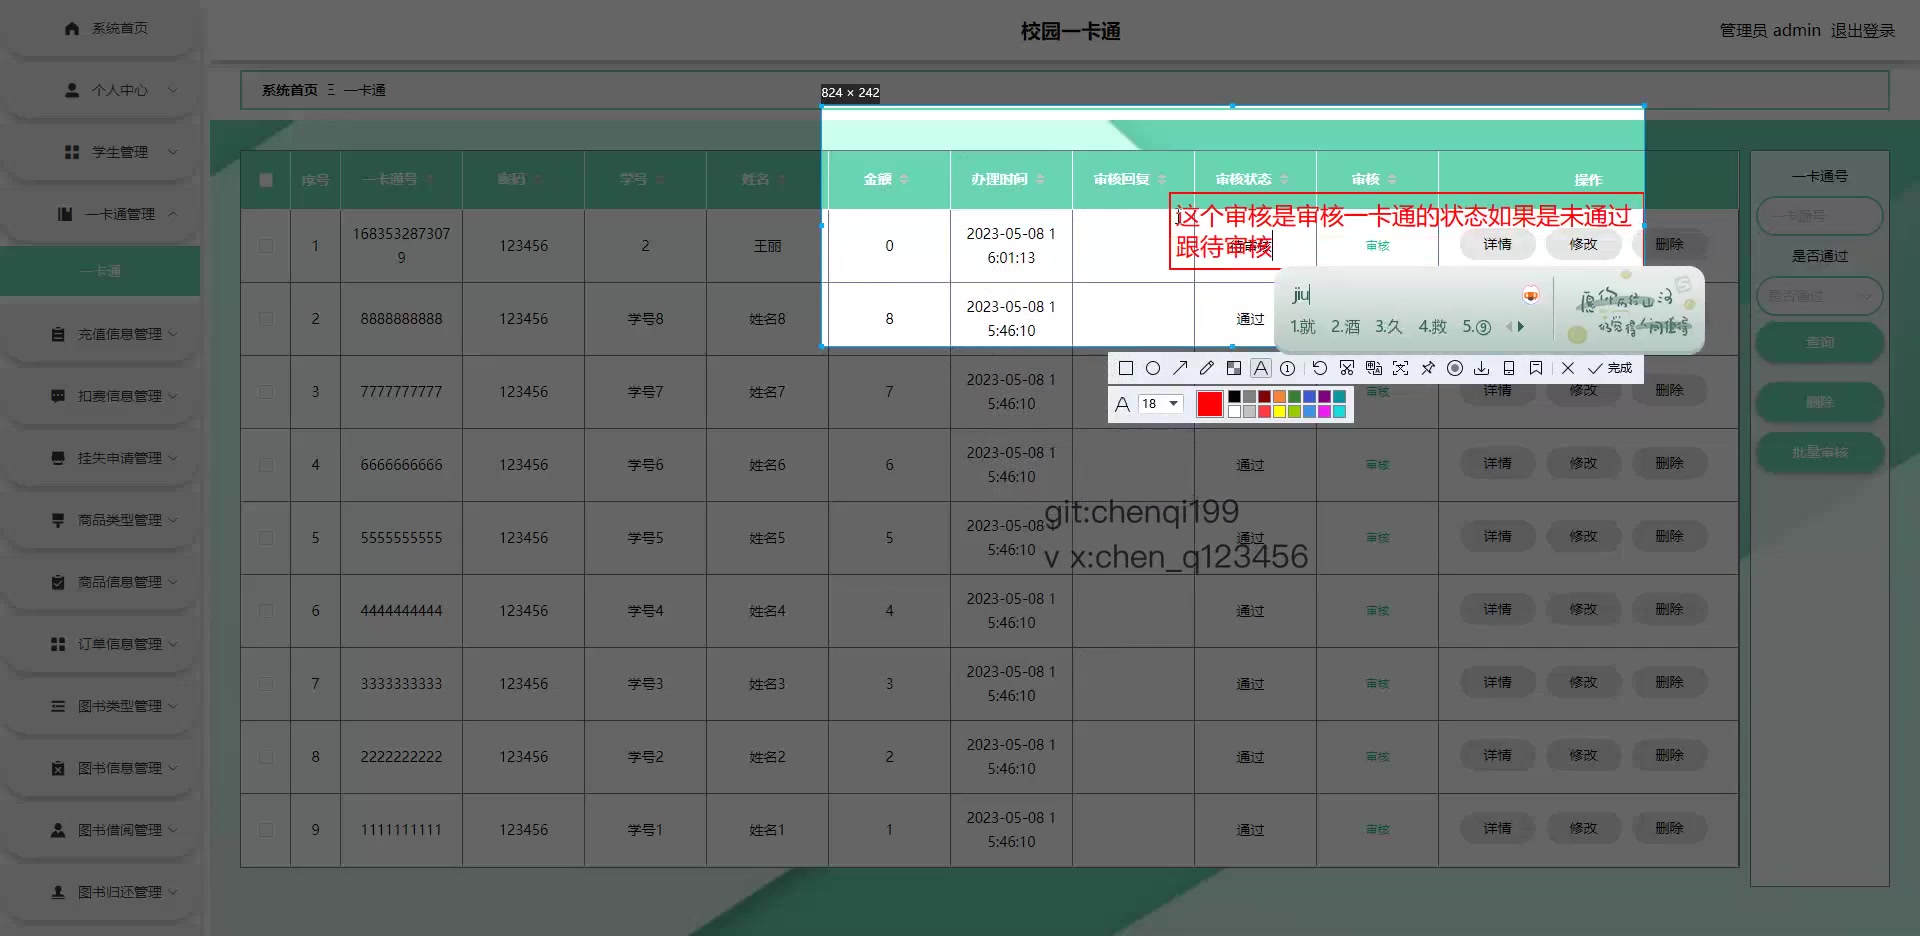 系统首页
个人中心
学生管理
一卡通管理
一卡通
充值信息管理
扣费信息管理
挂失申请管理
商品类型管理
商品信息管理
订单信息管理
图书类型管理
图书信息管理
图书借阅管理
图书归还管理
校园一卡通
管理员 admin 退出登录
系统首页 一卡通
824 × 242
序号 一卡通号 密码 学号 姓名 金额 办理时间 审核回复 审核状态 审核 操作
这个审核是审核一卡通的状态如果是未通过
跟待审核
1 168353287307
9 123456 2 王丽 0 2023-05-08 1
6:01:13 审核 详情 修改 删除
2 8888888888 123456 学号8 姓名8 8 2023-05-08 1
5:46:10 通过
jiu
1.就 2.酒 3.久 4.救 5.⑨
完成
A 18
3 7777777777 123456 学号7 姓名7 7 2023-05-08 1
5:46:10 审核 详情 修改 删除
4 6666666666 123456 学号6 姓名6 6 2023-05-08 1
5:46:10 通过 审核 详情 修改 删除
5 5555555555 123456 学号5 姓名5 5 2023-05-08 1
5:46:10 通过 审核 详情 修改 删除
git:chenqi199
v x:chen_q123456
6 4444444444 123456 学号4 姓名4 4 2023-05-08 1
5:46:10 通过 审核 详情 修改 删除
7 3333333333 123456 学号3 姓名3 3 2023-05-08 1
5:46:10 通过 审核 详情 修改 删除
8 2222222222 123456 学号2 姓名2 2 2023-05-08 1
5:46:10 通过 审核 详情 修改 删除
9 1111111111 123456 学号1 姓名1 1 2023-05-08 1
5:46:10 通过 审核 详情 修改 删除
一卡通号
一卡通号
是否通过
是否通过
查询
删除
批量审核